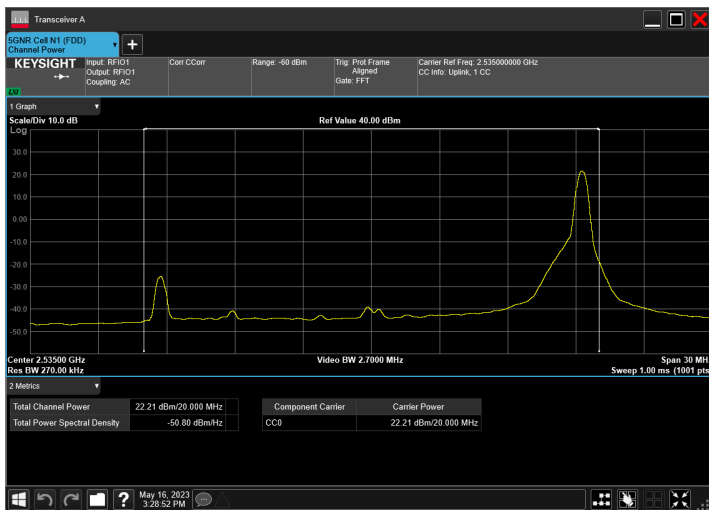 Transceiver A
5GNR Cell N1 (FDD)
Channel Power
KEYSIGHT
LXI
Input: RFIO1
Output: RFIO1
Coupling: AC
Corr CCorr
Range: -60 dBm
Trig: Prot Frame
Aligned
Gate: FFT
Carrier Ref Freq: 2.535000000 GHz
CC Info: Uplink, 1 CC
1 Graph
Scale/Div 10.0 dB
Ref Value 40.00 dBm
Log
30.0
20.0
10.0
0.00
-10.0
-20.0
-30.0
-40.0
-50.0
Center 2.53500 GHz
Video BW 2.7000 MHz
Span 30 MH
Res BW 270.00 kHz
Sweep 1.00 ms (1001 pts
2 Metrics
Total Channel Power 22.21 dBm/20.000 MHz
Total Power Spectral Density -50.80 dBm/Hz
Component Carrier Carrier Power
CC0 22.21 dBm/20.000 MHz
?
May 16, 2023
3:28:52 PM